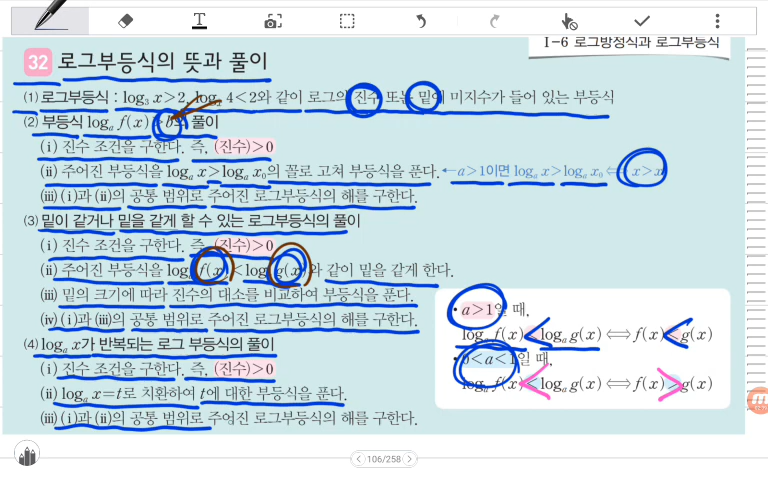 I-6 로그방정식과 로그부등식
32 로그부등식의 뜻과 풀이
(1) 로그부등식 : log₃ x>2, 4<2와 같이 로그의 진수 또는 밑에 미지수가 들어 있는 부등식
(2) 부등식 logₐ f(x) 풀이
(i) 진수 조건을 구한다. 즉, (진수)>0
(ii) 주어진 부등식을 logₐ x>logₐ x₀의 꼴로 고쳐 부등식을 푼다. ←a>1이면 logₐ x>logₐ x₀ ⟺ x>x
(iii) (i)과 (ii)의 공통 범위로 주어진 로그부등식의 해를 구한다.
(3) 밑이 같거나 밑을 같게 할 수 있는 로그부등식의 풀이
(i) 진수 조건을 구한다. 즉, (진수)>0
(ii) 주어진 부등식을 log f(x)<log g(x)와 같이 밑을 같게 한다.
(iii) 밑의 크기에 따라 진수의 대소를 비교하여 부등식을 푼다.
(iv) (i)과 (iii)의 공통 범위로 주어진 로그부등식의 해를 구한다.
(4) logₐ x가 반복되는 로그 부등식의 풀이
(i) 진수 조건을 구한다. 즉, (진수)>0
(ii) logₐ x=t로 치환하여 t에 대한 부등식을 푼다.
(iii) (i)과 (ii)의 공통 범위로 주어진 로그부등식의 해를 구한다.
• a>1일 때,
logₐ f(x)<logₐ g(x)⟺f(x)<g(x)
• 0<a<1일 때,
logₐ f(x)<logₐ g(x)⟺f(x)>g(x)
106/258